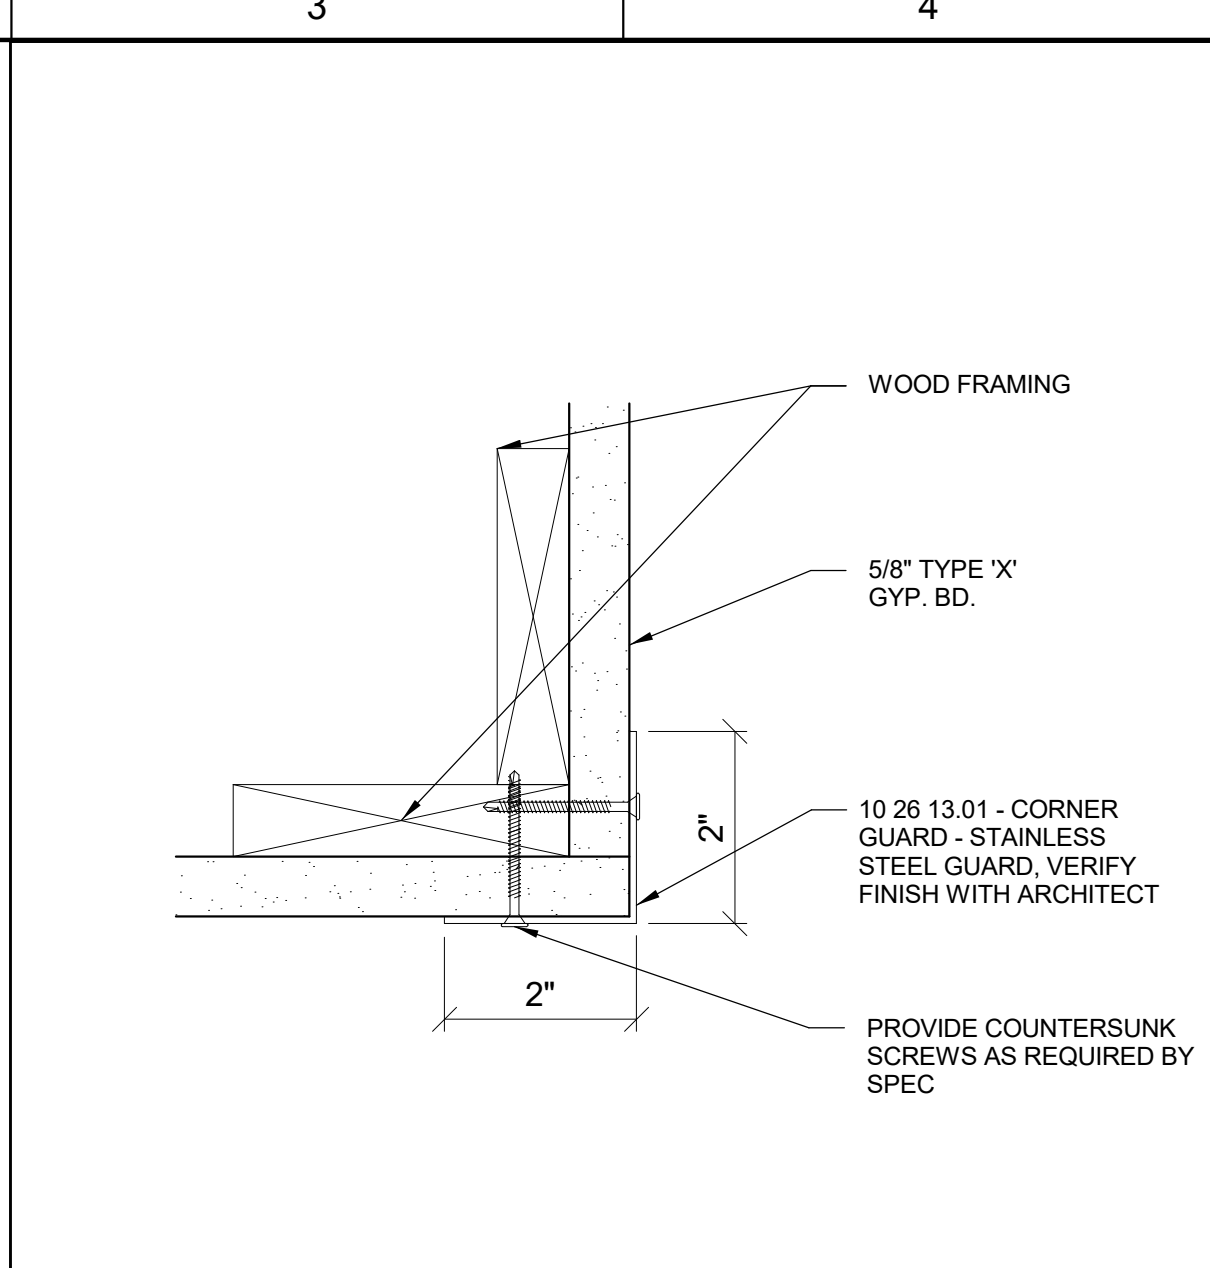 3
4
WOOD FRAMING
5/8" TYPE 'X'
GYP. BD.
2"
10 26 13.01 - CORNER
GUARD - STAINLESS
STEEL GUARD, VERIFY
FINISH WITH ARCHITECT
2"
PROVIDE COUNTERSUNK
SCREWS AS REQUIRED BY
SPEC